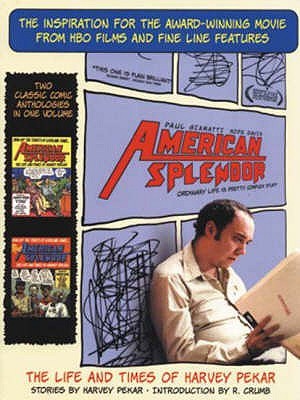 THE INSPIRATION FOR THE AWARD-WINNING MOVIE
FROM HBO FILMS AND FINE LINE FEATURES
TWO
CLASSIC COMIC
ANTHOLOGIES
IN ONE VOLUME
"THIS ONE IS PLAIN BRILLIANT"
PAUL GIAMATTI HOPE DAVIS
AMERICAN
SPLENDOR
ORDINARY LIFE IS PRETTY COMPLEX STUFF
AMERICAN
SPLENDOR
AMERICAN
SPLENDOR
THE LIFE AND TIMES OF HARVEY PEKAR
STORIES BY HARVEY PEKAR · INTRODUCTION BY R. CRUMB